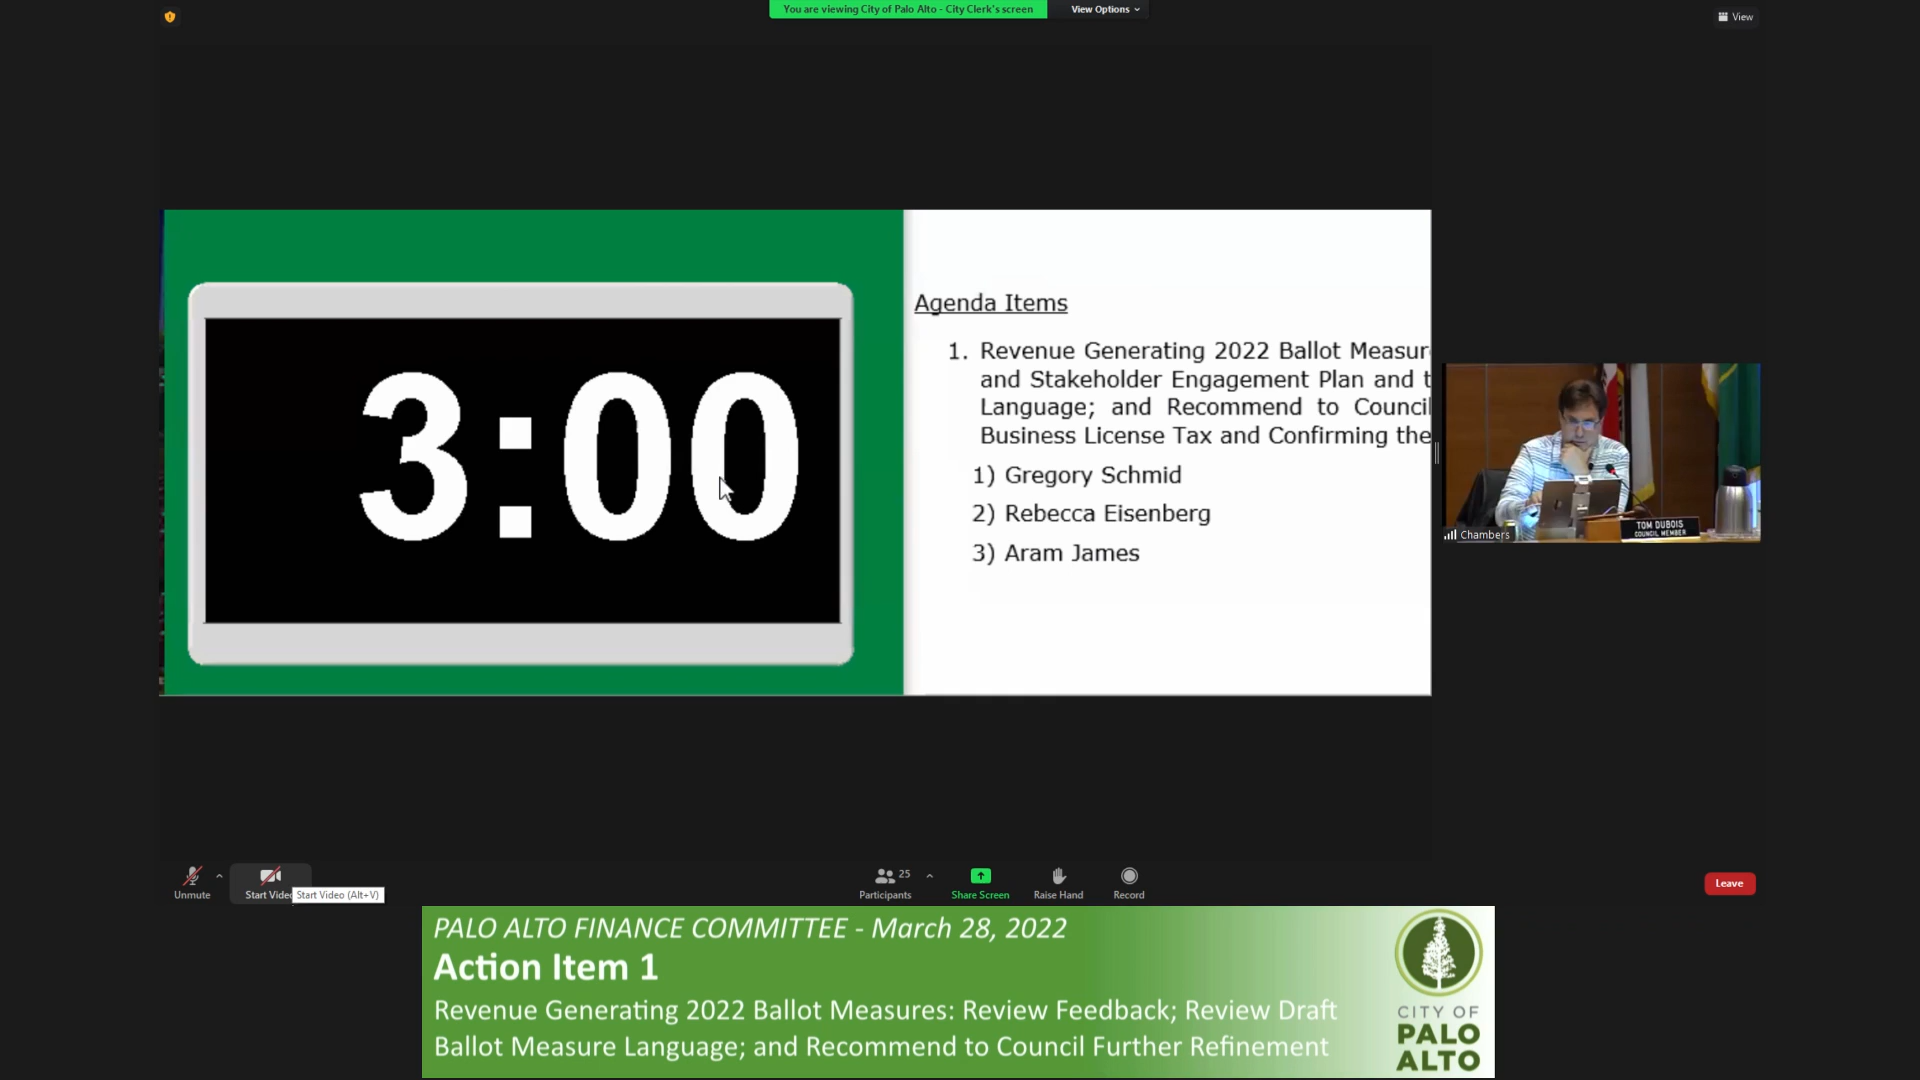 You are viewing City of Palo Alto - City Clerk's screen
View Options
View
3:00
Agenda Items
1. Revenue Generating 2022 Ballot Measur
and Stakeholder Engagement Plan and t
Language; and Recommend to Council
Business License Tax and Confirming the
1) Gregory Schmid
2) Rebecca Eisenberg
3) Aram James
TOM DUBOIS
COUNCIL MEMBER
Chambers
Unmute
Start Video
Start Video (Alt+V)
25
Participants
Share Screen
Raise Hand
Record
Leave
PALO ALTO FINANCE COMMITTEE - March 28, 2022
Action Item 1
Revenue Generating 2022 Ballot Measures: Review Feedback; Review Draft
Ballot Measure Language; and Recommend to Council Further Refinement
CITY OF
PALO
ALTO